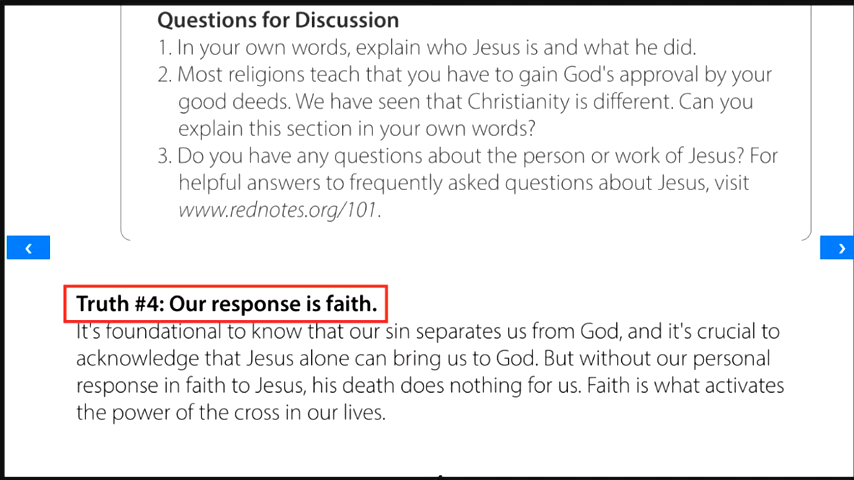 Questions for Discussion
1. In your own words, explain who Jesus is and what he did.
2. Most religions teach that you have to gain God's approval by your
good deeds. We have seen that Christianity is different. Can you
explain this section in your own words?
3. Do you have any questions about the person or work of Jesus? For
helpful answers to frequently asked questions about Jesus, visit
www.rednotes.org/101.
Truth #4: Our response is faith.
It's foundational to know that our sin separates us from God, and it's crucial to
acknowledge that Jesus alone can bring us to God. But without our personal
response in faith to Jesus, his death does nothing for us. Faith is what activates
the power of the cross in our lives.